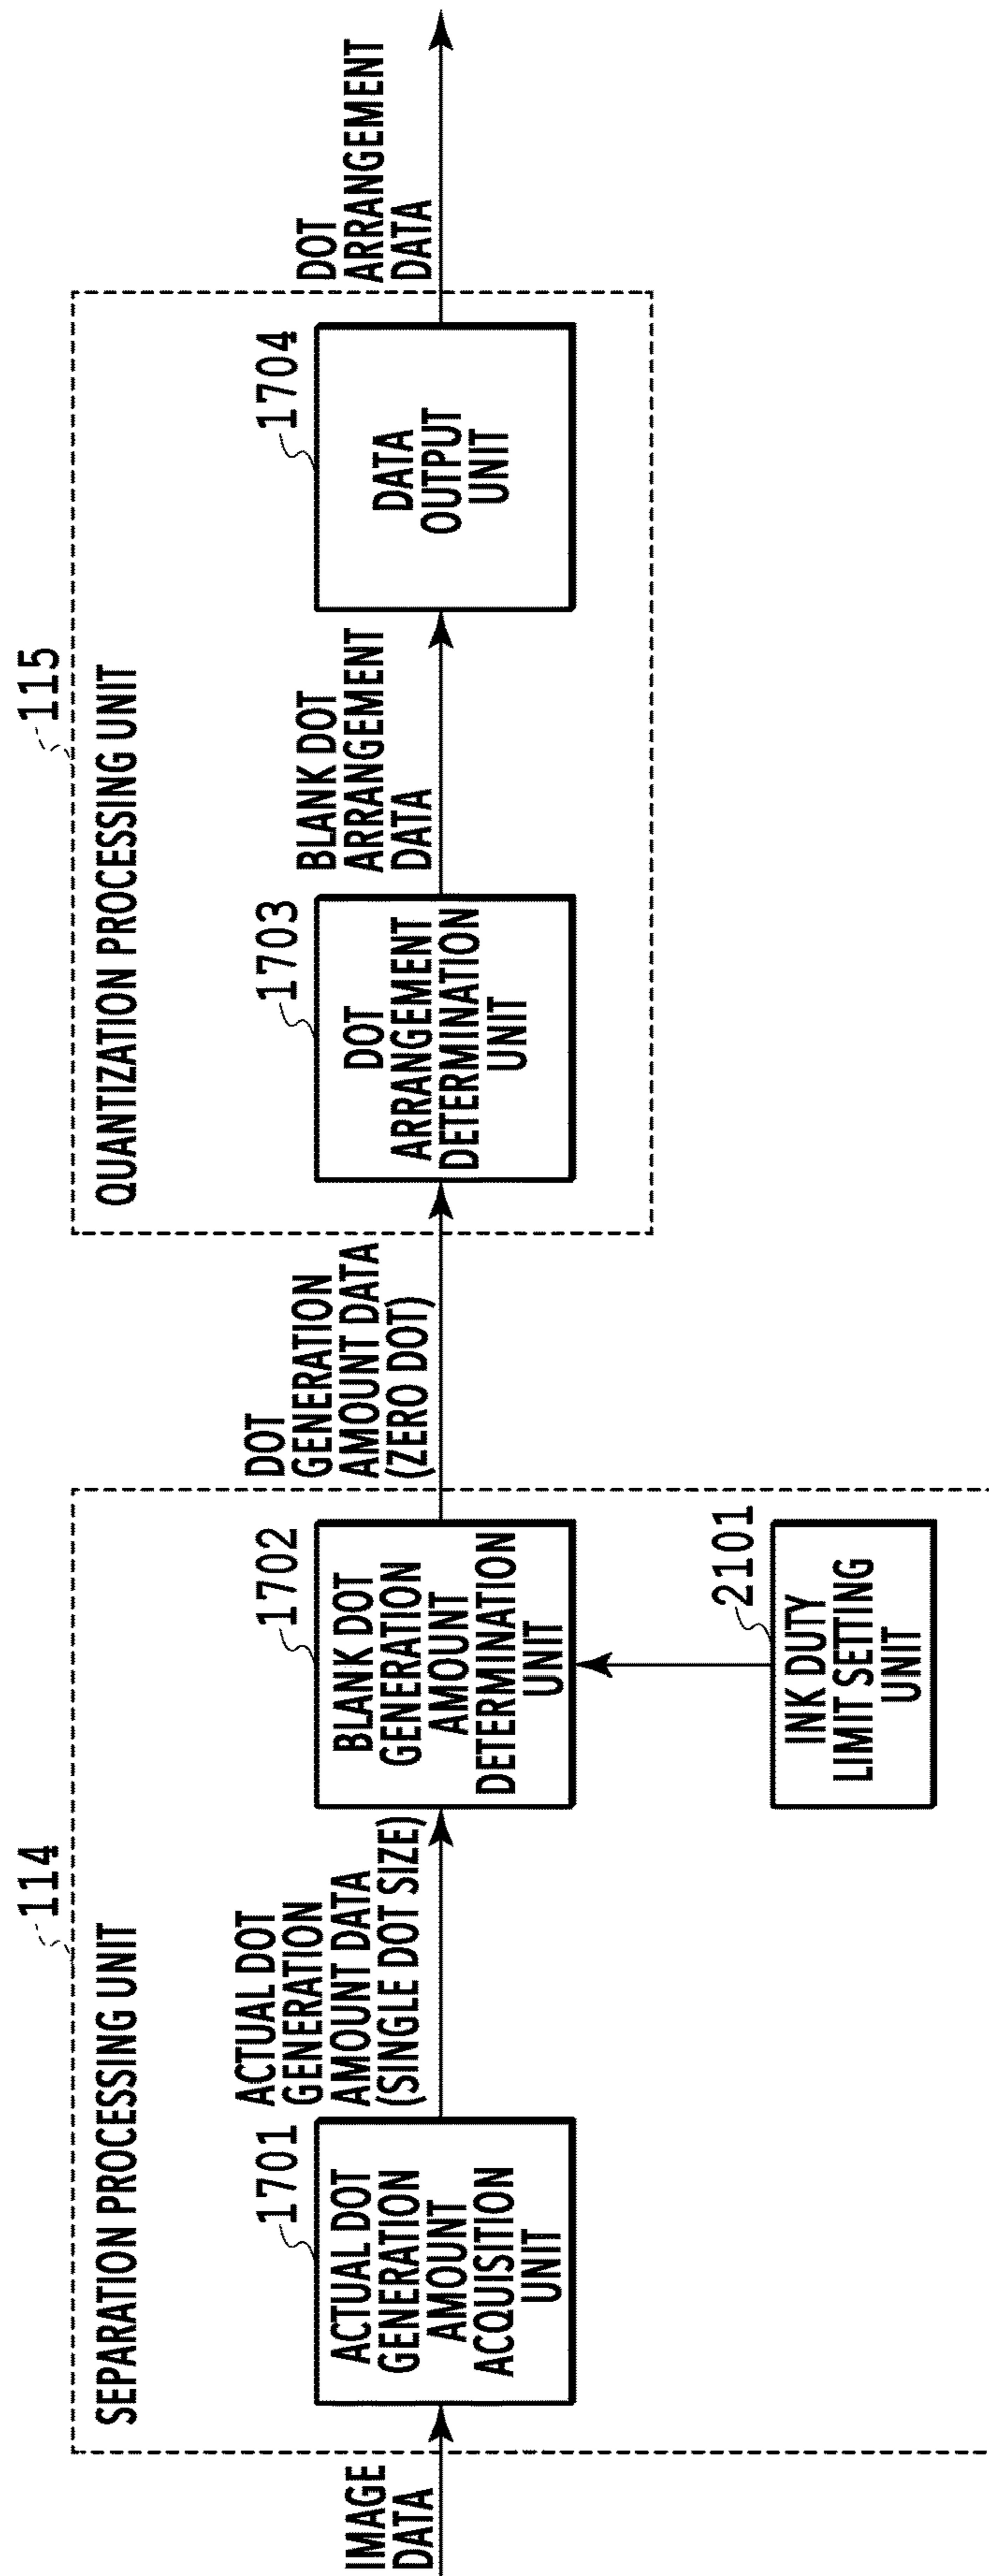 IMAGE
DATA
114
SEPARATION PROCESSING UNIT
1701
ACTUAL DOT
GENERATION
AMOUNT
ACQUISITION
UNIT
ACTUAL DOT
GENERATION
AMOUNT DATA
(SINGLE DOT SIZE)
1702
BLANK DOT
GENERATION
AMOUNT
DETERMINATION
UNIT
2101
INK DUTY
LIMIT SETTING
UNIT
DOT
GENERATION
AMOUNT DATA
(ZERO DOT)
115
QUANTIZATION PROCESSING UNIT
1703
DOT
ARRANGEMENT
DETERMINATION
UNIT
BLANK DOT
ARRANGEMENT
DATA
1704
DATA
OUTPUT
UNIT
DOT
ARRANGEMENT
DATA